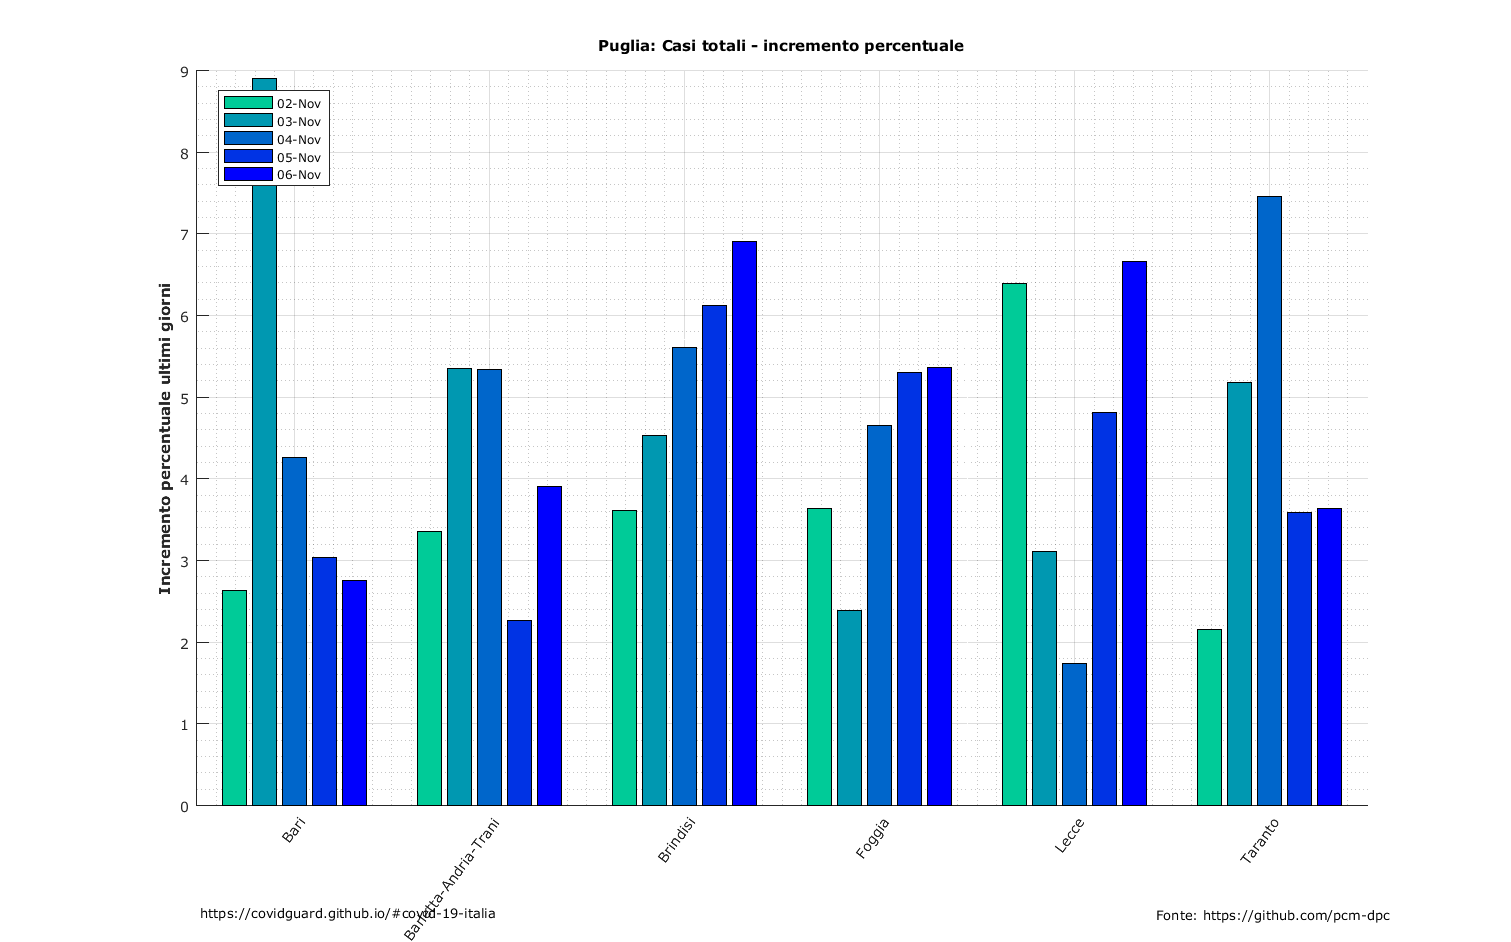 Puglia: Casi totali - incremento percentuale
Incremento percentuale ultimi giorni
9
8
7
6
5
4
3
2
1
0
02-Nov
03-Nov
04-Nov
05-Nov
06-Nov
Bari
Barletta-Andria-Trani
Brindisi
Foggia
Lecce
Taranto
https://covidguard.github.io/#covid-19-italia
Fonte: https://github.com/pcm-dpc